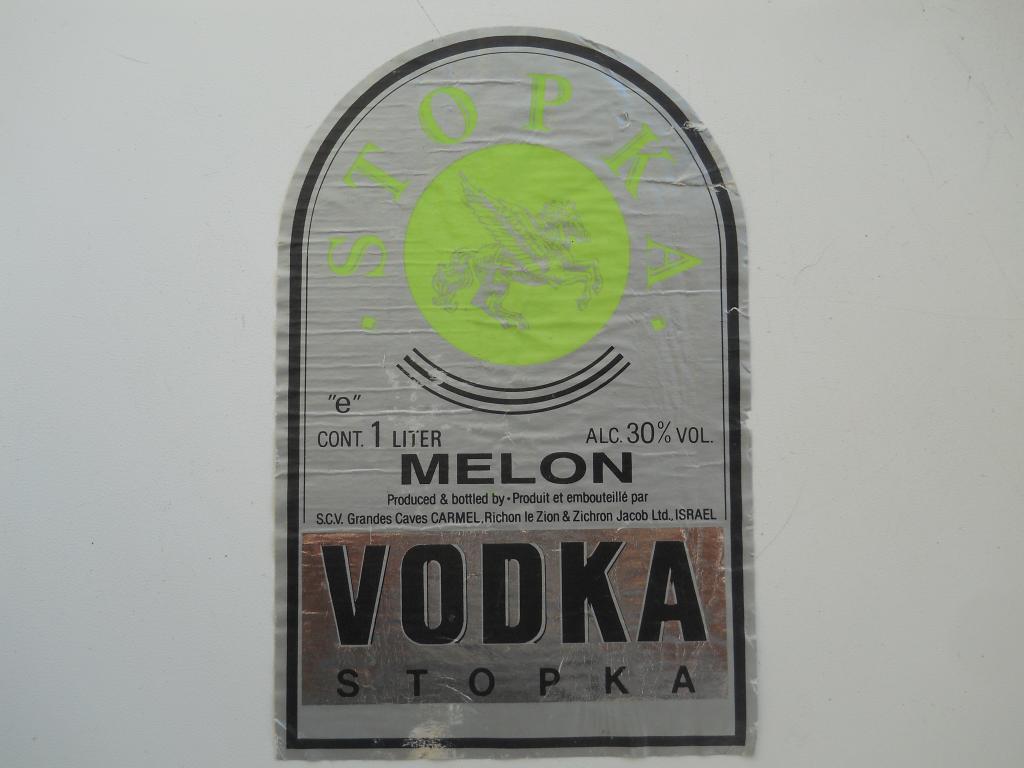 STOPKA
"e"
CONT. 1 LITER ALC. 30% VOL.
MELON
Produced & bottled by • Produit et embouteillé par
S.C.V. Grandes Caves CARMEL, Richon le Zion & Zichron Jacob Ltd., ISRAEL
VODKA
STOPKA